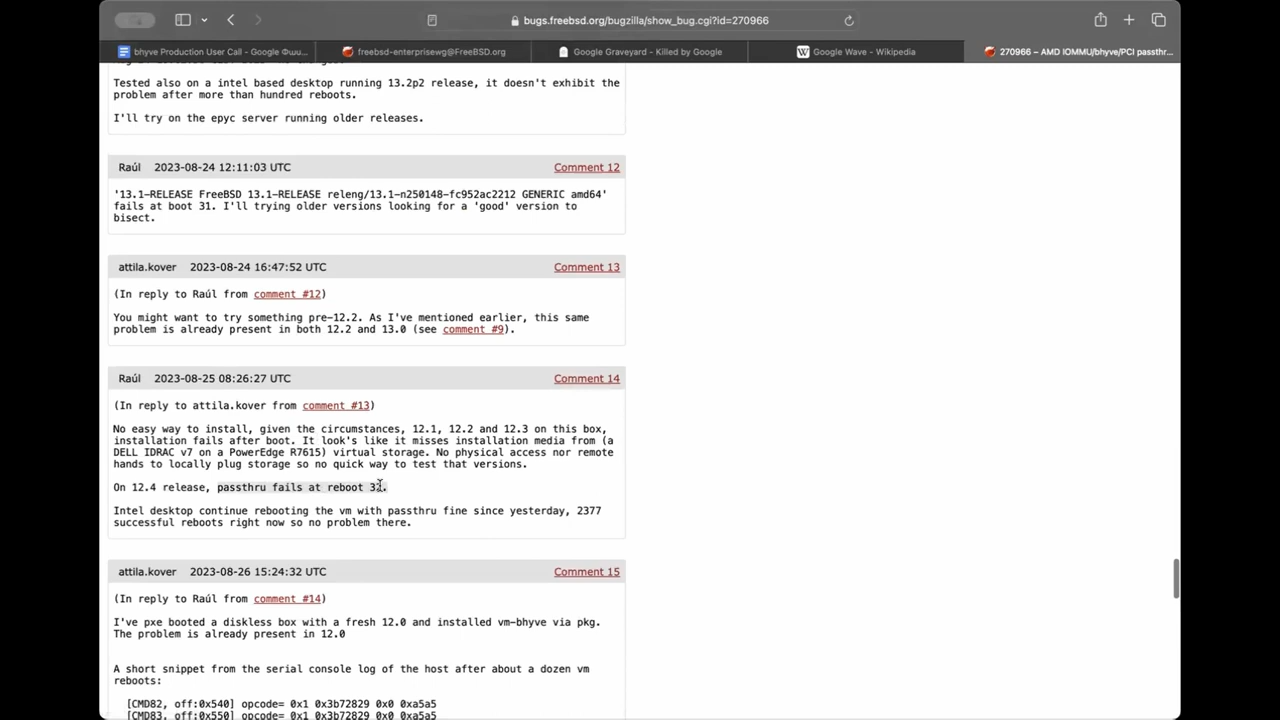 bugs.freebsd.org/bugzilla/show_bug.cgi?id=270966
bhyve Production User Call - Google Фши...
freebsd-enterprisewg@FreeBSD.org
Google Graveyard - Killed by Google
Google Wave - Wikipedia
270966 – AMD IOMMU/bhyve/PCI passthr...
Tested also on a intel based desktop running 13.2p2 release, it doesn't exhibit the
problem after more than hundred reboots.
I'll try on the epyc server running older releases.
Raúl 2023-08-24 12:11:03 UTC Comment 12
'13.1-RELEASE FreeBSD 13.1-RELEASE releng/13.1-n250148-fc952ac2212 GENERIC amd64'
fails at boot 31. I'll trying older versions looking for a 'good' version to
bisect.
attila.kover 2023-08-24 16:47:52 UTC Comment 13
(In reply to Raúl from comment #12)
You might want to try something pre-12.2. As I've mentioned earlier, this same
problem is already present in both 12.2 and 13.0 (see comment #9).
Raúl 2023-08-25 08:26:27 UTC Comment 14
(In reply to attila.kover from comment #13)
No easy way to install, given the circumstances, 12.1, 12.2 and 12.3 on this box,
installation fails after boot. It look's like it misses installation media from (a
DELL IDRAC v7 on a PowerEdge R7615) virtual storage. No physical access nor remote
hands to locally plug storage so no quick way to test that versions.
On 12.4 release, passthru fails at reboot
Intel desktop continue rebooting the vm with passthru fine since yesterday, 2377
successful reboots right now so no problem there.
attila.kover 2023-08-26 15:24:32 UTC Comment 15
(In reply to Raúl from comment #14)
I've pxe booted a diskless box with a fresh 12.0 and installed vm-bhyve via pkg.
The problem is already present in 12.0
A short snippet from the serial console log of the host after about a dozen vm
reboots:
[CMD82, off:0x540] opcode= 0x1 0x3b72829 0x0 0xa5a5
[CMD83, off:0x550] opcode= 0x1 0x3b72829 0x0 0xa5a5